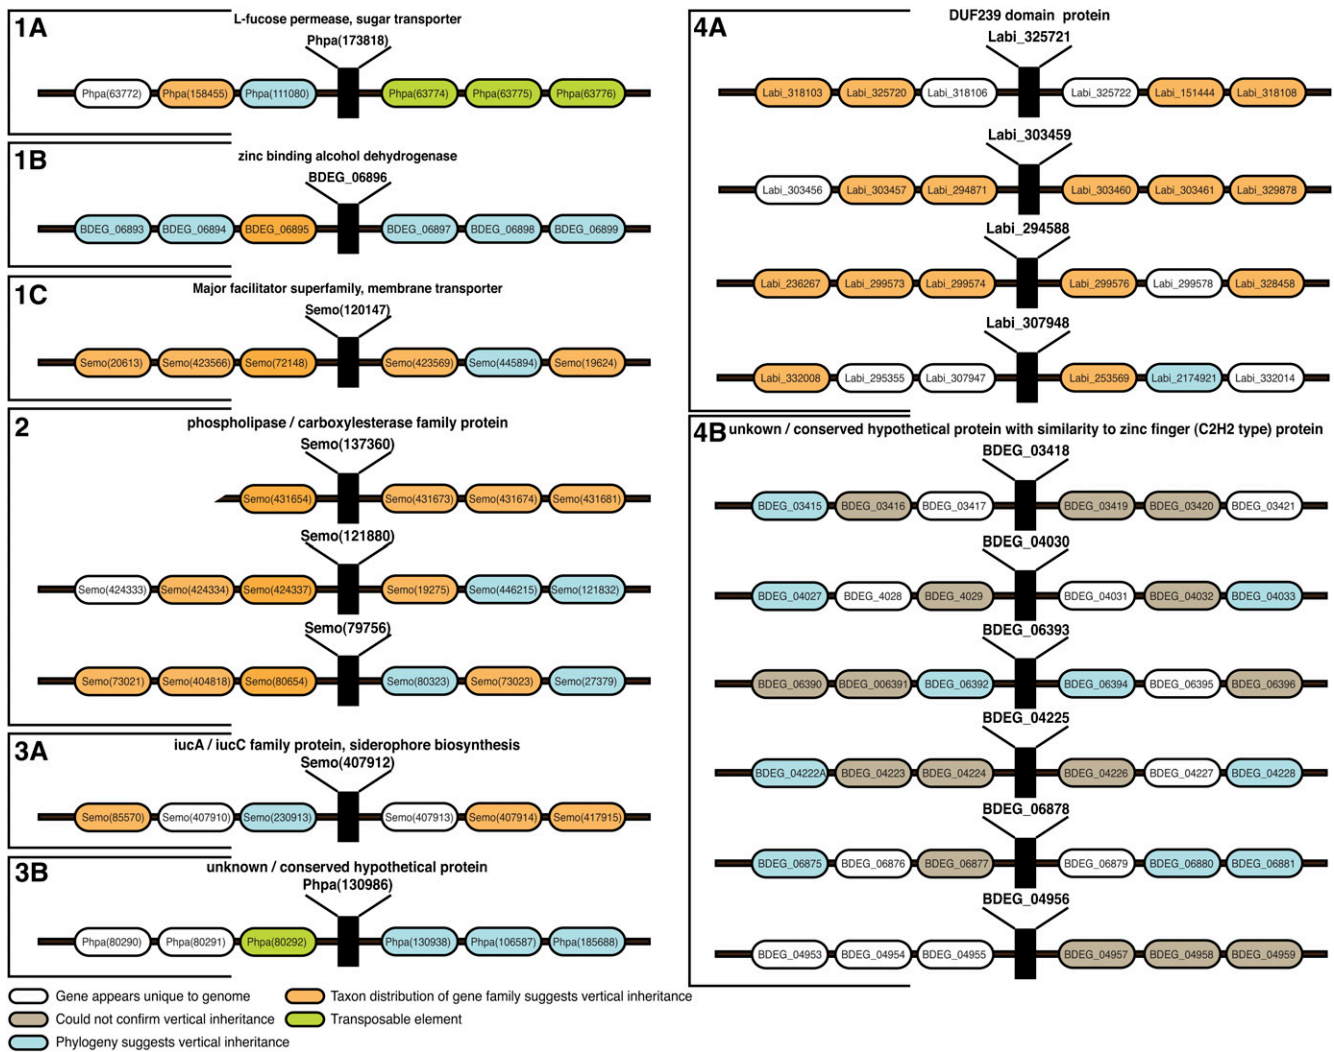 1A
L-fucose permease, sugar transporter
Phpa(173818)
Phpa(63772) Phpa(158455) Phpa(111080) Phpa(63774) Phpa(63775) Phpa(63776)
1B
zinc binding alcohol dehydrogenase
BDEG_06896
BDEG_06893 BDEG_06894 BDEG_06895 BDEG_06897 BDEG_06898 BDEG_06899
1C
Major facilitator superfamily, membrane transporter
Semo(120147)
Semo(20613) Semo(423566) Semo(72148) Semo(423569) Semo(445894) Semo(19624)
2
phospholipase / carboxylesterase family protein
Semo(137360)
Semo(431654) Semo(431673) Semo(431674) Semo(431681)
Semo(121880)
Semo(424333) Semo(424334) Semo(424337) Semo(19275) Semo(446215) Semo(121832)
Semo(79756)
Semo(73021) Semo(404818) Semo(80654) Semo(80323) Semo(73023) Semo(27379)
3A
iucA / iucC family protein, siderophore biosynthesis
Semo(407912)
Semo(85570) Semo(407910) Semo(230913) Semo(407913) Semo(407914) Semo(417915)
3B
unknown / conserved hypothetical protein
Phpa(130986)
Phpa(80290) Phpa(80291) Phpa(80292) Phpa(130938) Phpa(106587) Phpa(185688)
4A
DUF239 domain protein
Labi_325721
Labi_318103 Labi_325720 Labi_318106 Labi_325722 Labi_151444 Labi_318108
Labi_303459
Labi_303456 Labi_303457 Labi_294871 Labi_303460 Labi_303461 Labi_329878
Labi_294588
Labi_236267 Labi_299573 Labi_299574 Labi_299576 Labi_299578 Labi_328458
Labi_307948
Labi_332008 Labi_295355 Labi_307947 Labi_253569 Labi_2174921 Labi_332014
4B
unkown / conserved hypothetical protein with similarity to zinc finger (C2H2 type) protein
BDEG_03418
BDEG_03415 BDEG_03416 BDEG_03417 BDEG_03419 BDEG_03420 BDEG_03421
BDEG_04030
BDEG_04027 BDEG_4028 BDEG_4029 BDEG_04031 BDEG_04032 BDEG_04033
BDEG_06393
BDEG_06390 BDEG_006391 BDEG_06392 BDEG_06394 BDEG_06395 BDEG_06396
BDEG_04225
BDEG_04222A BDEG_04223 BDEG_04224 BDEG_04226 BDEG_04227 BDEG_04228
BDEG_06878
BDEG_06875 BDEG_06876 BDEG_06877 BDEG_06879 BDEG_06880 BDEG_06881
BDEG_04956
BDEG_04953 BDEG_04954 BDEG_04955 BDEG_04957 BDEG_04958 BDEG_04959
Gene appears unique to genome
Could not confirm vertical inheritance
Phylogeny suggests vertical inheritance
Taxon distribution of gene family suggests vertical inheritance
Transposable element